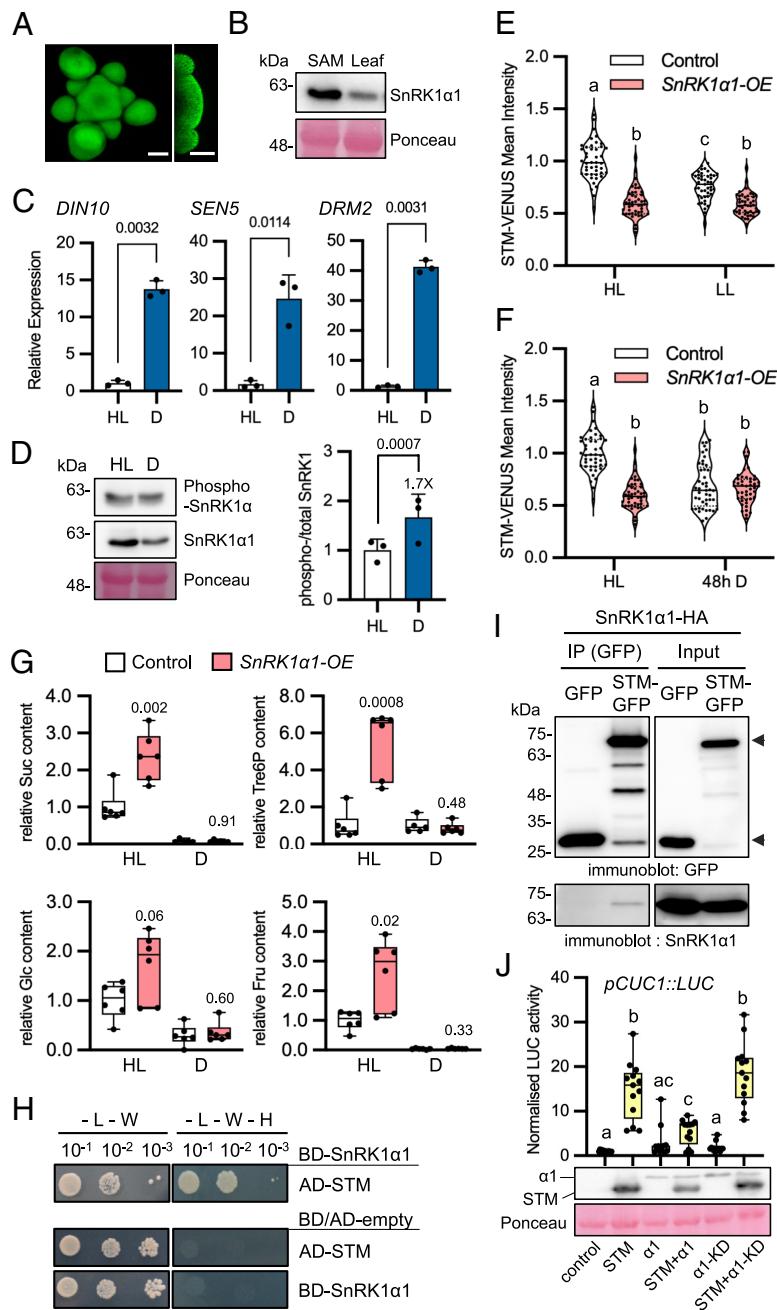 A
B
kDa SAM Leaf
63-
SnRK1α1
48-
Ponceau
C
DIN10 SEN5 DRM2
0.0032 0.0114 0.0031
Relative Expression
20
15
10
5
0
40
30
20
10
0
50
40
30
20
10
0
HL D HL D HL D
D
kDa HL D
63-
Phospho
-SnRK1α
63-
SnRK1α1
48-
Ponceau
phospho-/total SnRK1
3
2
1
0
0.0007
1.7X
HL D
E
STM-VENUS Mean Intensity
2.0
1.5
1.0
0.5
0.0
Control
SnRK1α1-OE
a b c b
HL LL
F
STM-VENUS Mean Intensity
2.0
1.5
1.0
0.5
0.0
Control
SnRK1α1-OE
a b b b
HL 48h D
G
Control SnRK1α1-OE
relative Suc content
4.0
3.0
2.0
1.0
0.0
0.002
0.91
HL D
relative Tre6P content
8.0
6.0
4.0
2.0
0.0
0.0008
0.48
HL D
relative Glc content
3.0
2.0
1.0
0.0
0.06
0.60
HL D
relative Fru content
5.0
4.0
3.0
2.0
1.0
0.0
0.02
0.33
HL D
H
- L - W - L - W - H
10-1 10-2 10-3 10-1 10-2 10-3
BD-SnRK1α1
AD-STM
BD/AD-empty
AD-STM
BD-SnRK1α1
I
SnRK1α1-HA
IP (GFP) Input
GFP STM-GFP GFP STM-GFP
kDa
75-
63-
48-
35-
25-
immunoblot: GFP
75-
63-
immunoblot : SnRK1α1
J
pCUC1::LUC
Normalised LUC activity
40
30
20
10
0
a b ac c a b
α1
STM
Ponceau
control STM α1 STM+α1 α1-KD STM+α1-KD